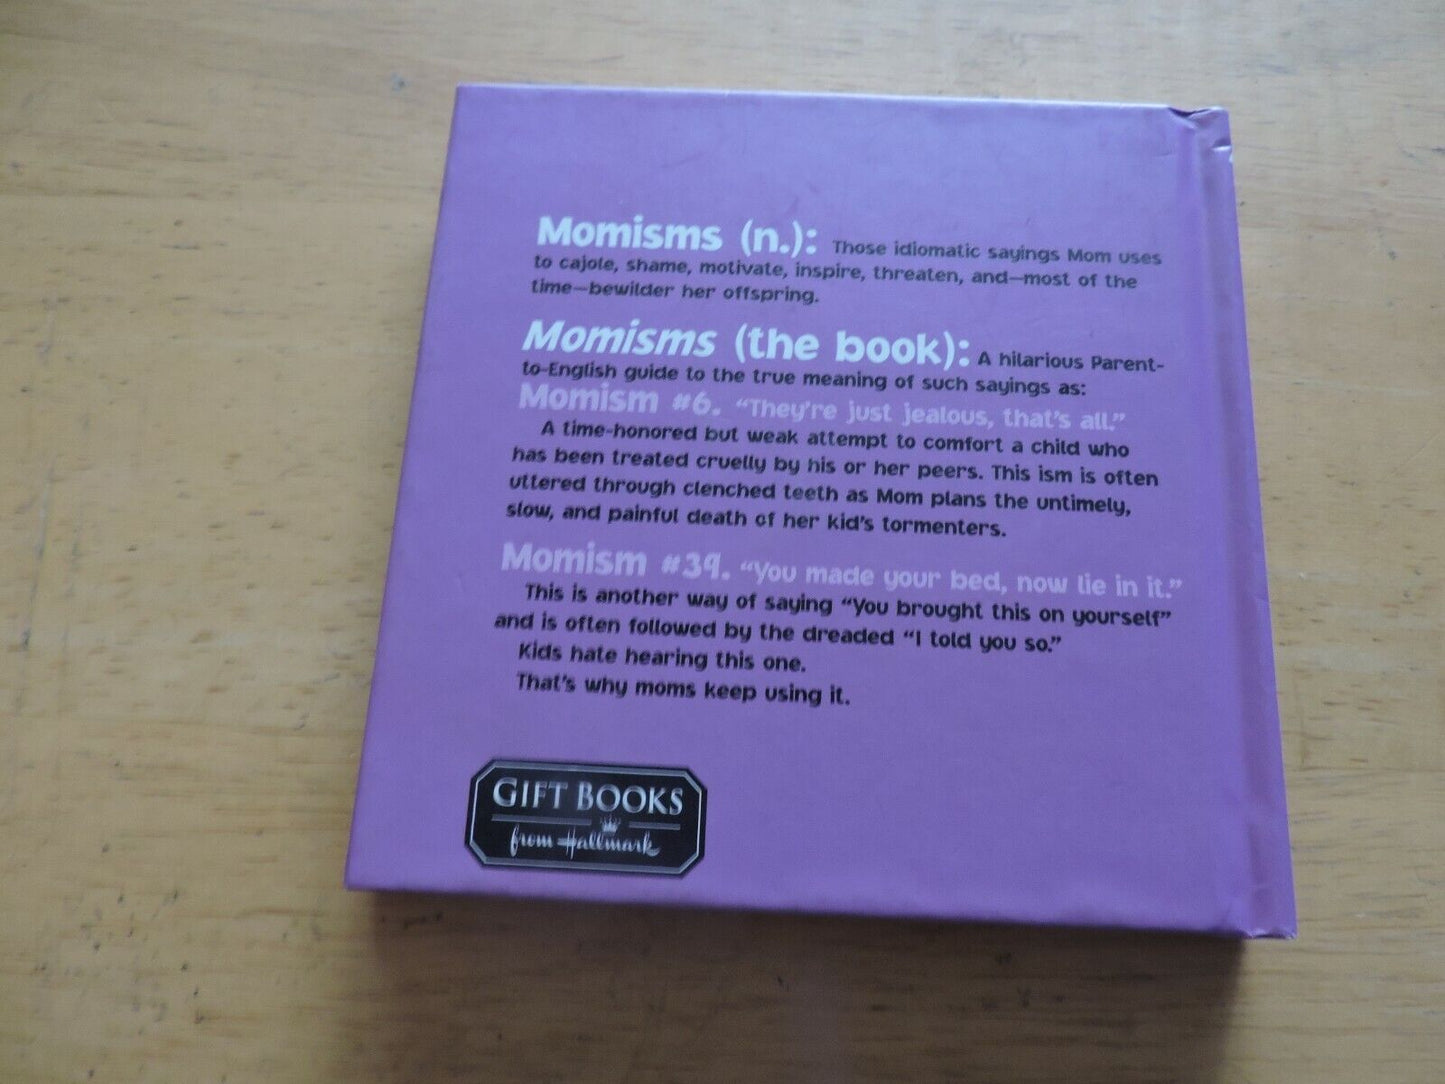 Momisms (n.): Those idiomatic sayings Mom uses
to cajole, shame, motivate, inspire, threaten, and—most of the
time—bewilder her offspring.
Momisms (the book): A hilarious Parent-
to-English guide to the true meaning of such sayings as:
Momism #6. “They’re just jealous, that’s all.”
A time-honored but weak attempt to comfort a child who
has been treated cruelly by his or her peers. This ism is often
uttered through clenched teeth as Mom plans the untimely,
slow, and painful death of her kid’s tormenters.
Momism #39. “You made your bed, now lie in it.”
This is another way of saying “You brought this on yourself”
and is often followed by the dreaded “I told you so.”
Kids hate hearing this one.
That’s why moms keep using it.
GIFT BOOKS
from Hallmark